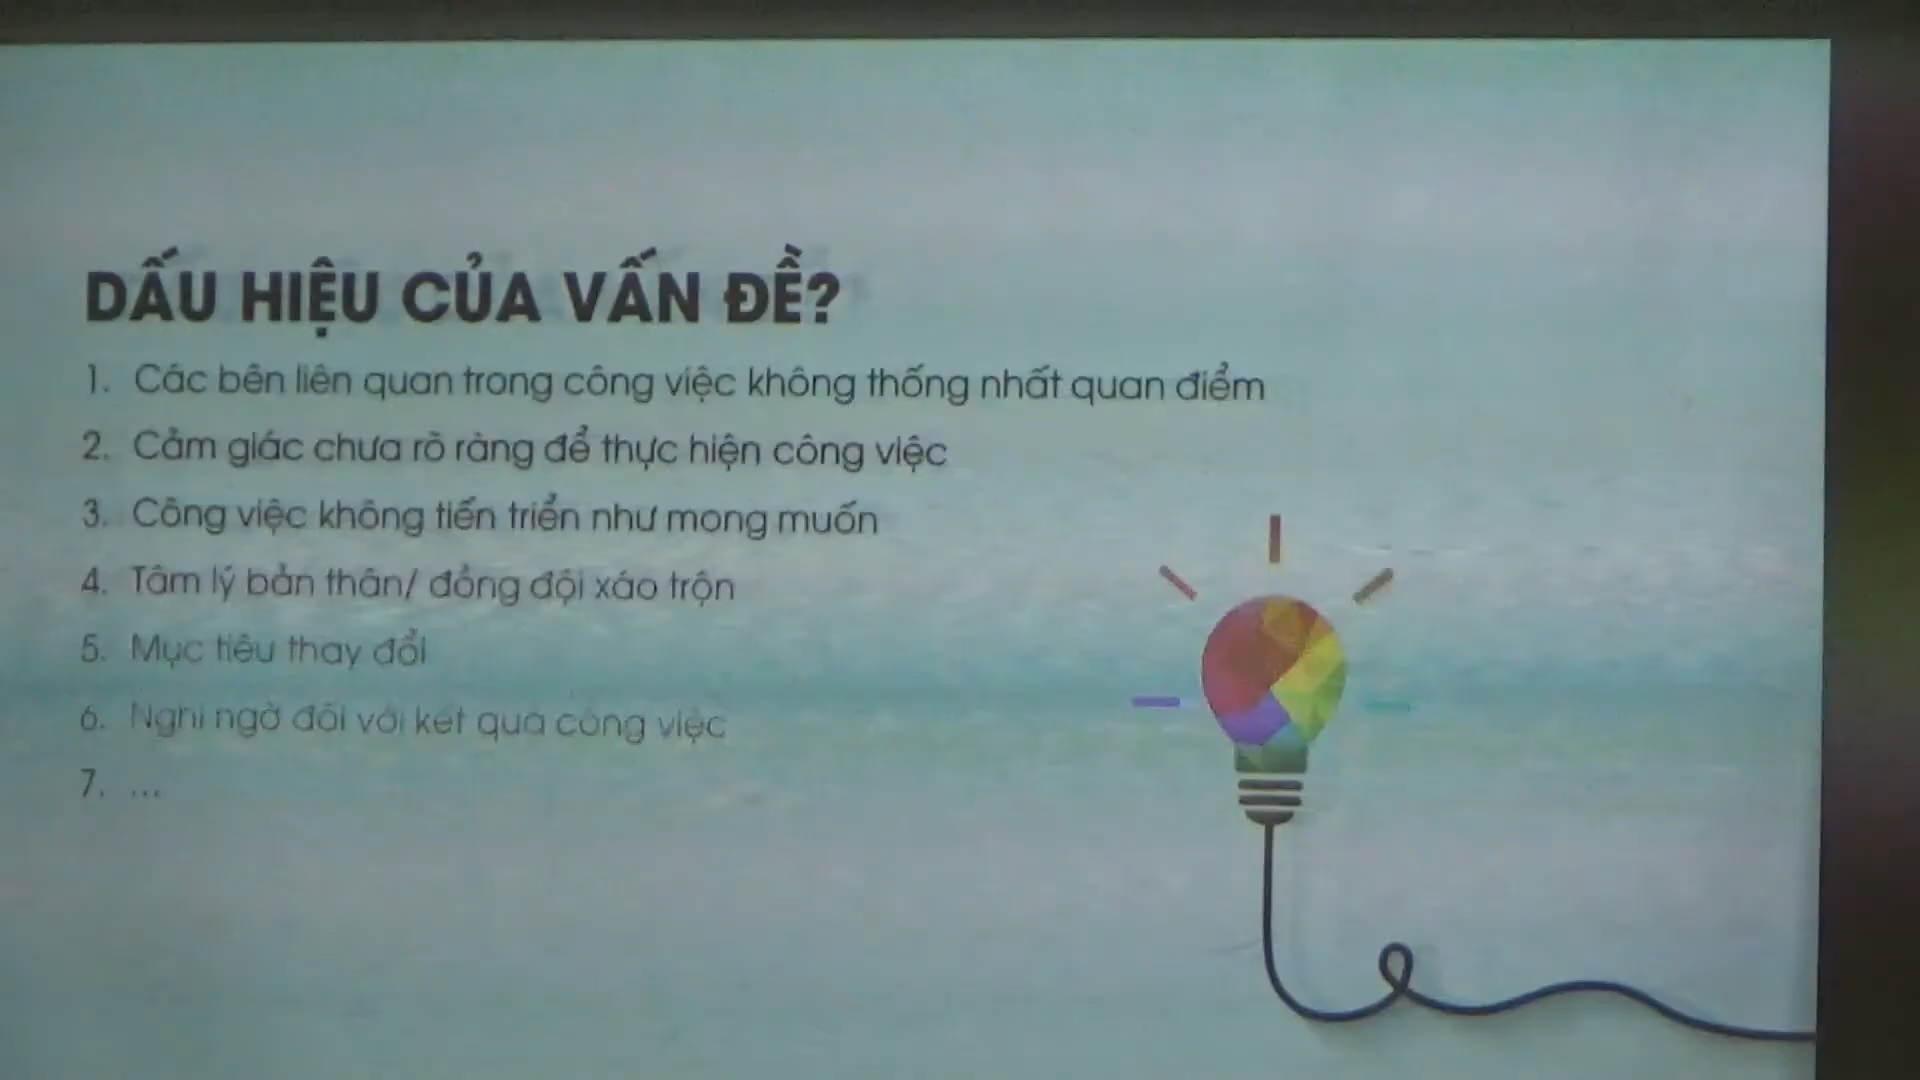 DẤU HIỆU CỦA VẤN ĐỀ?
1. Các bên liên quan trong công việc không thống nhất quan điểm
2. Cảm giác chưa rõ ràng để thực hiện công việc
3. Công việc không tiến triển như mong muốn
4. Tâm lý bản thân/ đồng đội xáo trộn
5. Mục tiêu thay đổi
6. Nghi ngờ đối với kết quả công việc
7. ...